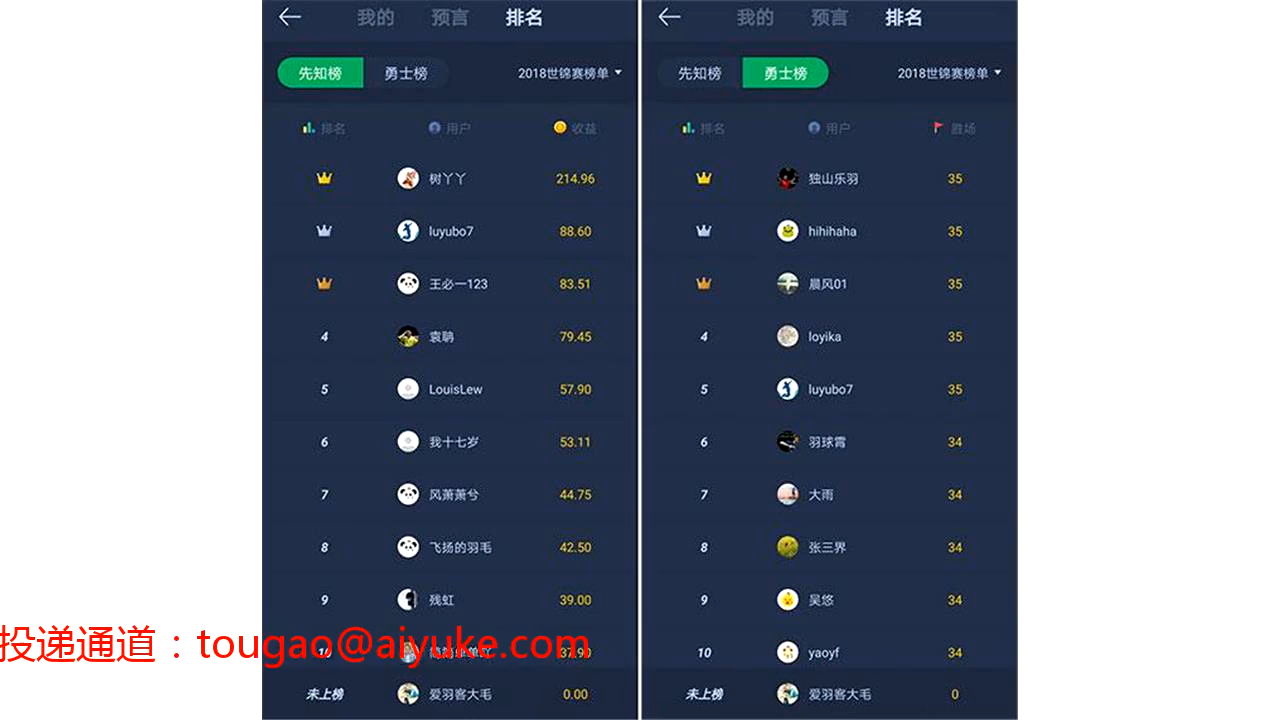 我的 预言 排名
先知榜 勇士榜 2018世锦赛榜单
排名 用户 收益
树丫丫 214.96
luyubo7 88.60
王必一123 83.51
4 袁鹃 79.45
5 LouisLew 57.90
6 我十七岁 53.11
7 风萧萧兮 44.75
8 飞扬的羽毛 42.50
9 残虹 39.00
10 37.90
未上榜 爱羽客大毛 0.00
我的 预言 排名
先知榜 勇士榜 2018世锦赛榜单
排名 用户 胜场
独山乐羽 35
hihihaha 35
晨风01 35
4 loyika 35
5 luyubo7 35
6 羽球霄 34
7 大雨 34
8 张三界 34
9 吴悠 34
10 yaoyf 34
未上榜 爱羽客大毛 0
投递通道：tougao@aiyuke.com